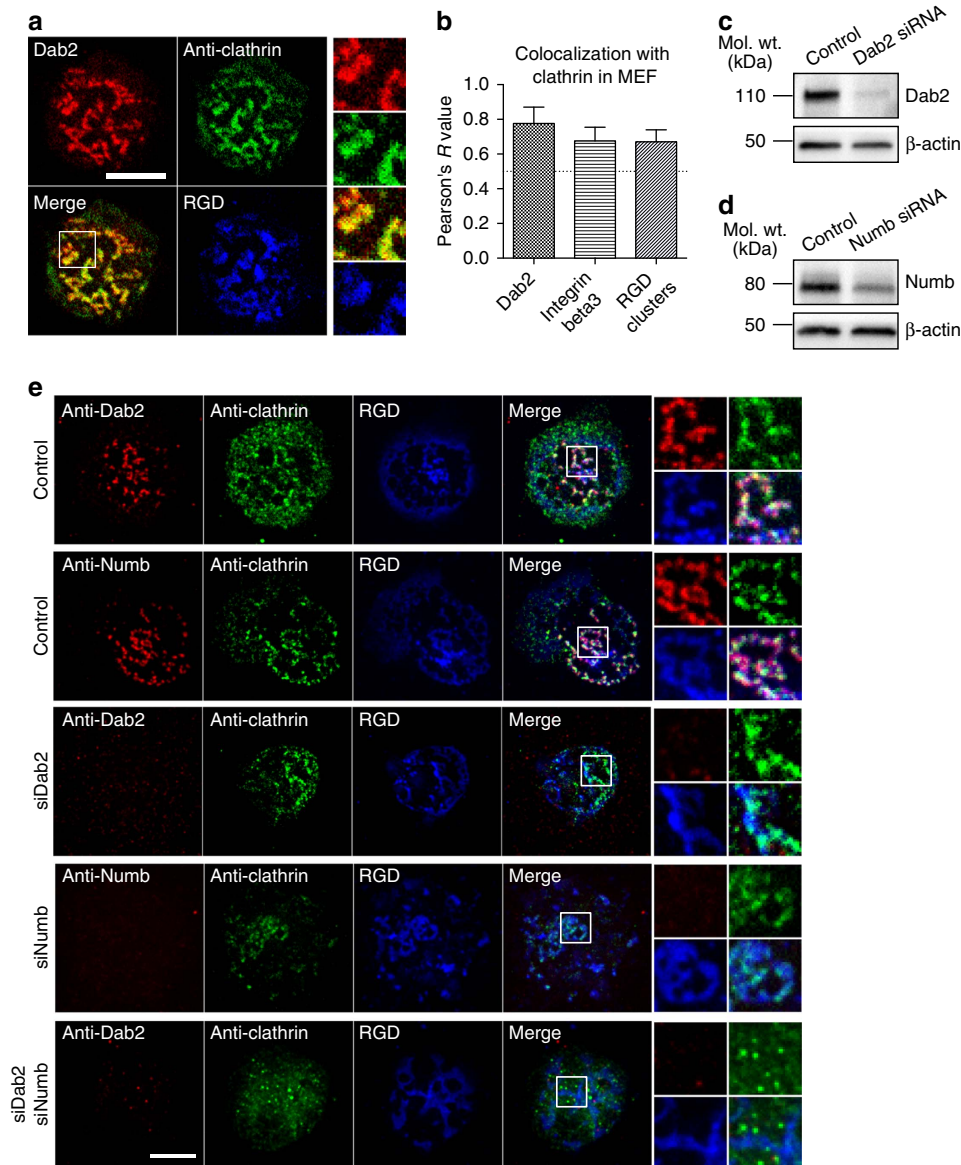 a
Dab2
Anti-clathrin
Merge
RGD
b
Colocalization with
clathrin in MEF
Pearson's R value
1.0
0.8
0.6
0.4
0.2
0.0
Dab2
Integrin
beta3
RGD
clusters
c
Mol. wt.
(kDa)
Control
Dab2 siRNA
110
Dab2
50
β-actin
d
Mol. wt.
(kDa)
Control
Numb siRNA
80
Numb
50
β-actin
e
Control
Anti-Dab2
Anti-clathrin
RGD
Merge
Control
Anti-Numb
Anti-clathrin
RGD
Merge
siDab2
Anti-Dab2
Anti-clathrin
RGD
Merge
siNumb
Anti-Numb
Anti-clathrin
RGD
Merge
siDab2
siNumb
Anti-Dab2
Anti-clathrin
RGD
Merge